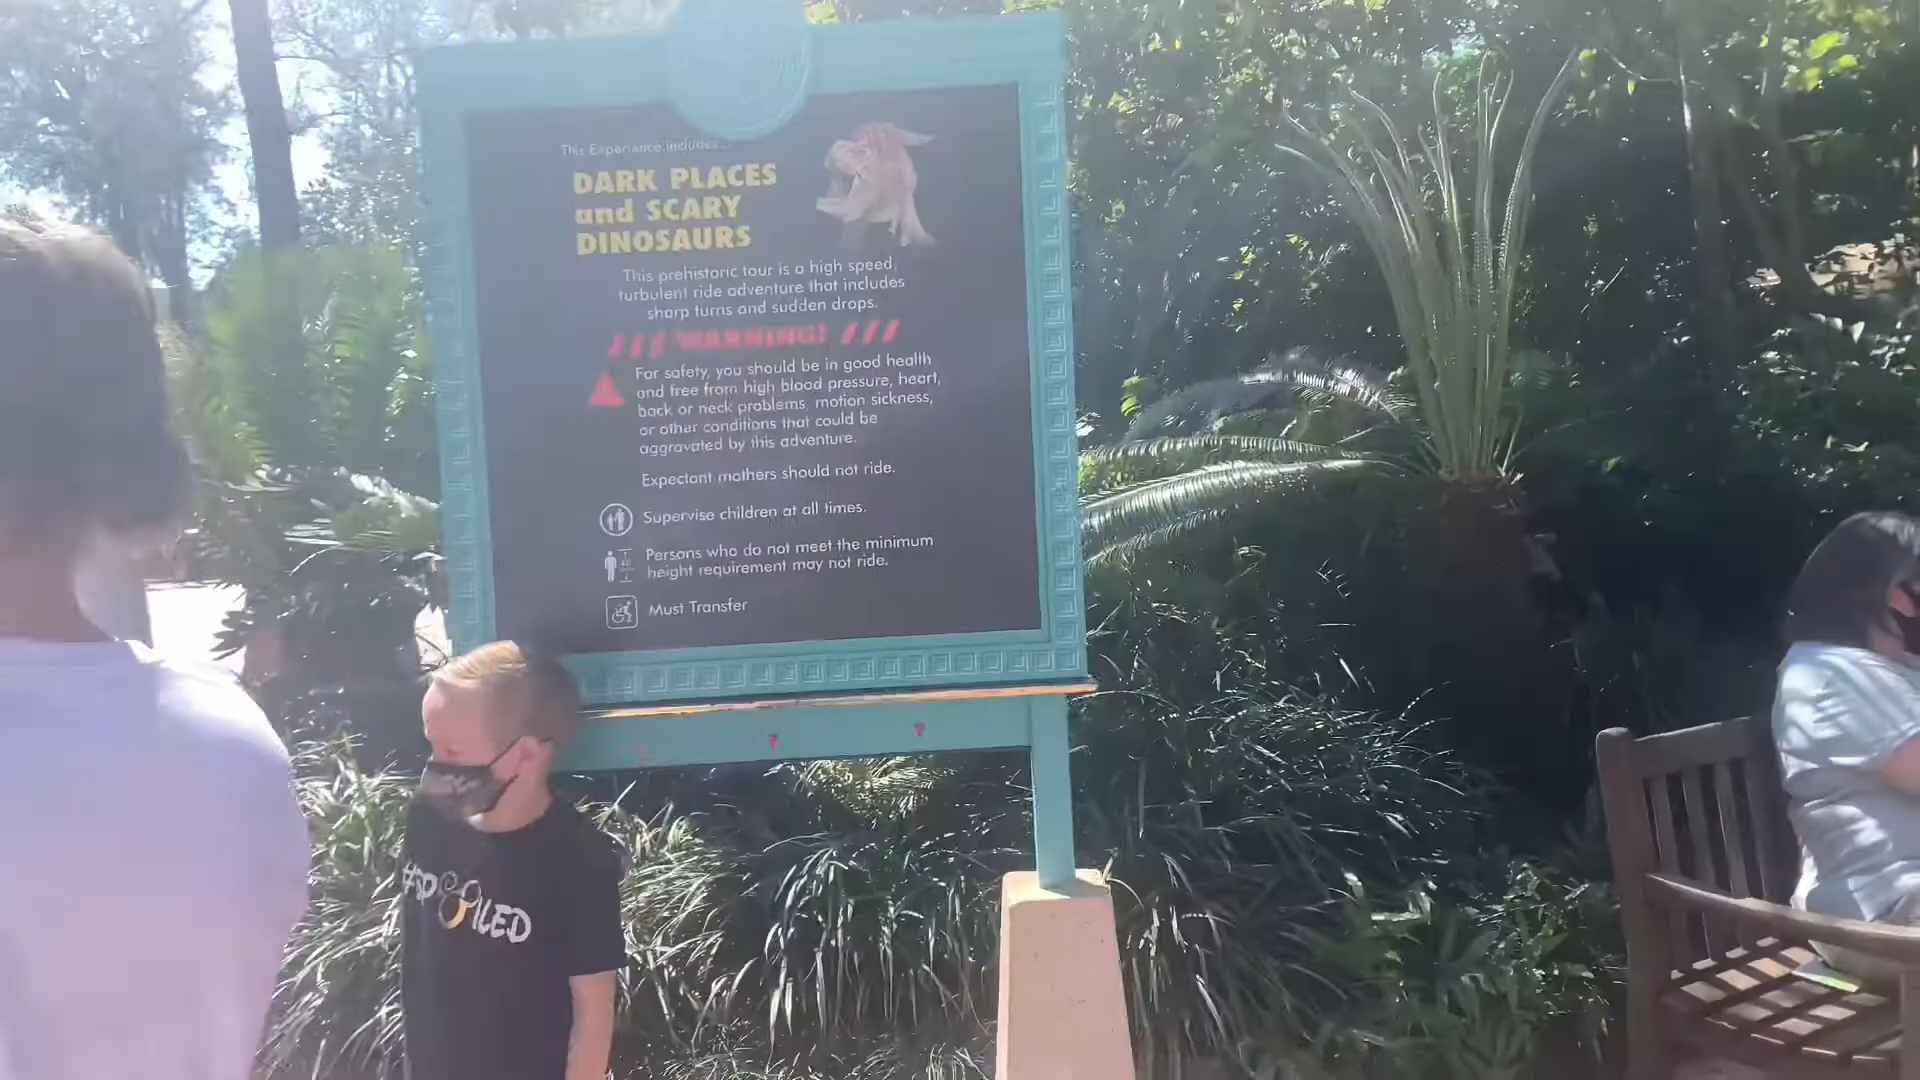 This Experience includes...
DARK PLACES
and SCARY
DINOSAURS
This prehistoric tour is a high speed,
turbulent ride adventure that includes
sharp turns and sudden drops.
WARNING!
For safety, you should be in good health
and free from high blood pressure, heart,
back or neck problems, motion sickness,
or other conditions that could be
aggravated by this adventure.
Expectant mothers should not ride.
Supervise children at all times.
Persons who do not meet the minimum
height requirement may not ride.
Must Transfer
#SPOILED